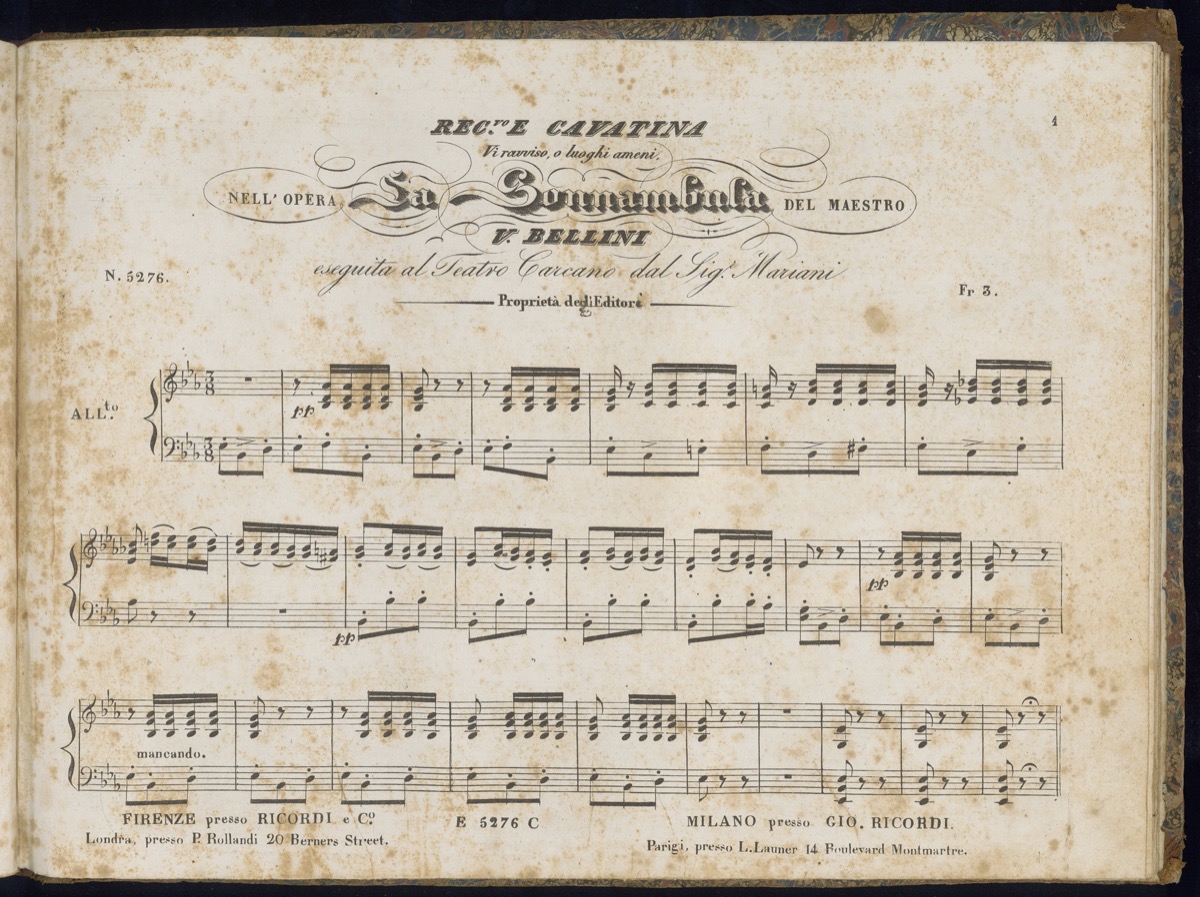 1
REC.vo E CAVATINA
Vi ravviso, o luoghi ameni,
NELL' OPERA, La Sonnambula DEL MAESTRO
V. BELLINI
eseguita al Teatro Carcano dal Sig.r Mariani
N. 5276.
Proprietà degli Editori
Fr 3.
ALL.to
pp
pp
pp
mancando.
FIRENZE presso RICORDI e C.o
E 5276 C
MILANO presso GIO. RICORDI.
Londra, presso P. Rollandi 20 Berners Street.
Parigi, presso L. Launer 14 Boulevard Montmartre.